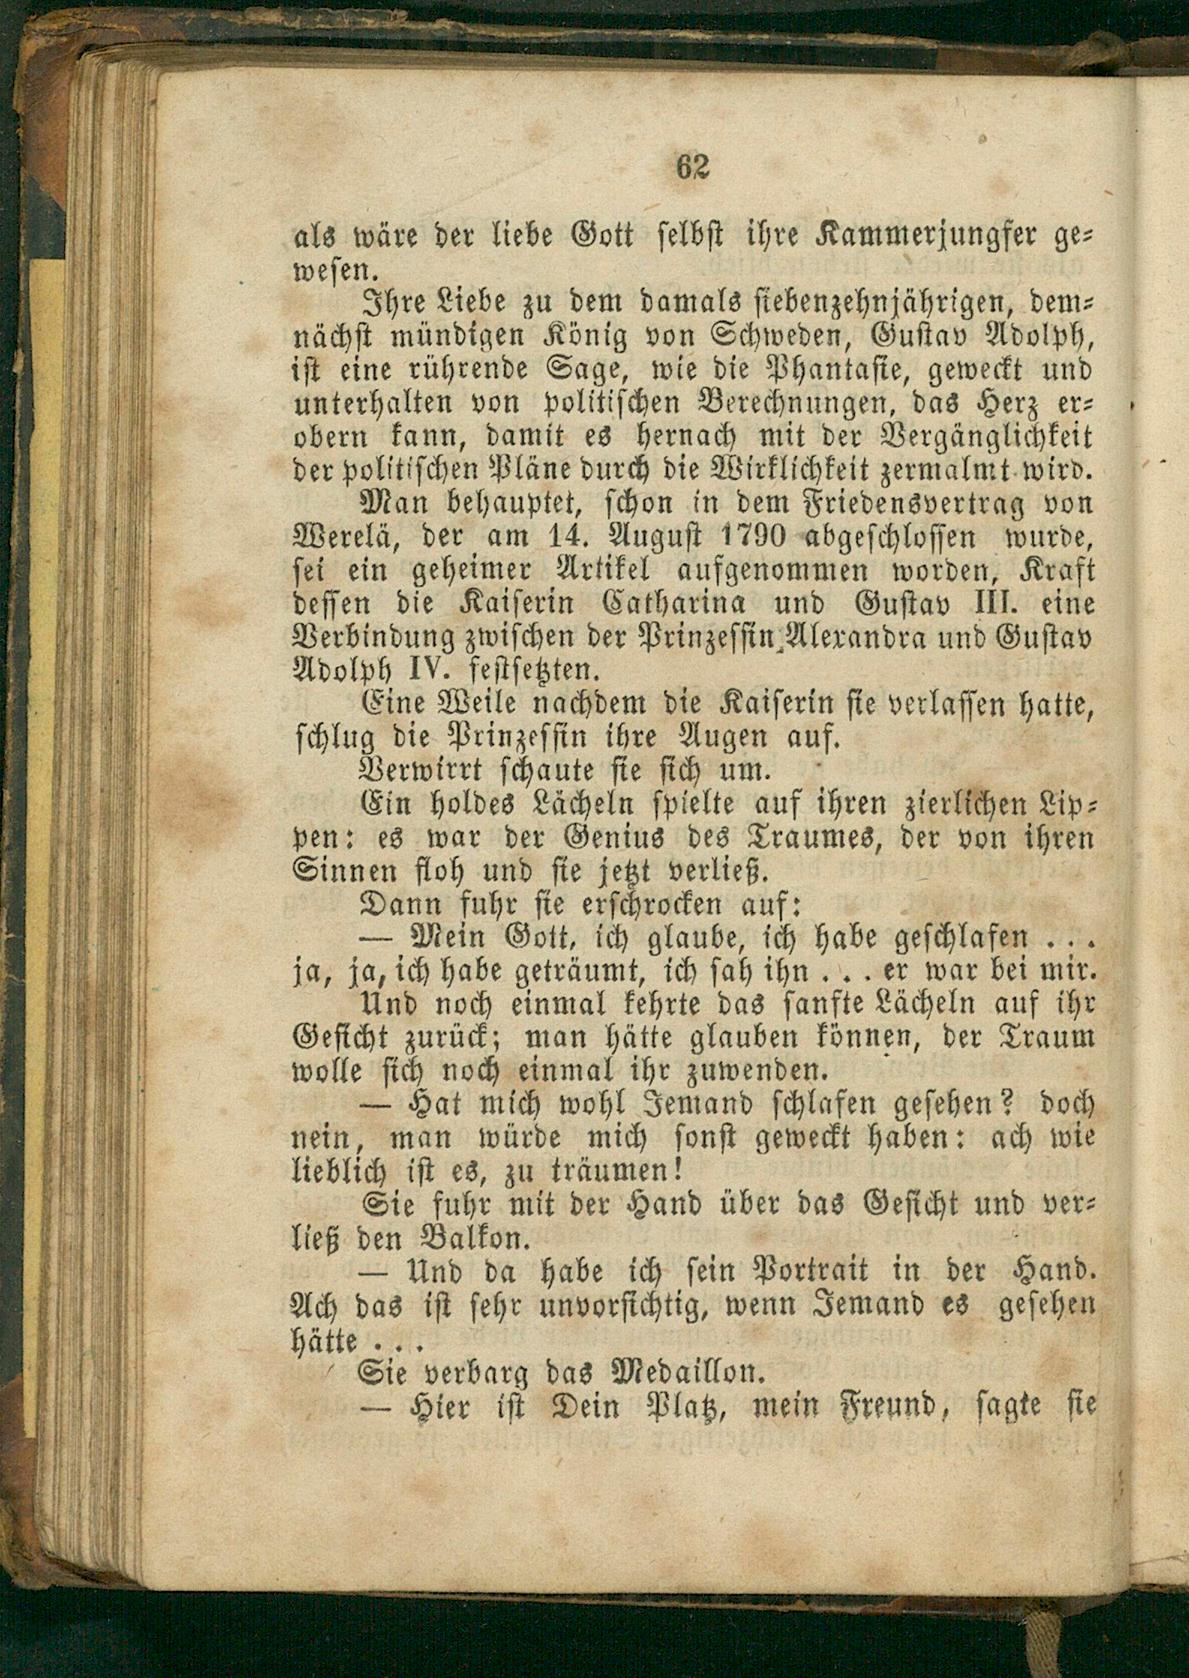 62
als wäre der liebe Gott selbst ihre Kammerjungfer ge-
wesen.
Ihre Liebe zu dem damals siebenzehnjährigen, dem-
nächst mündigen König von Schweden, Gustav Adolph,
ist eine rührende Sage, wie die Phantasie, geweckt und
unterhalten von politischen Berechnungen, das Herz er-
obern kann, damit es hernach mit der Vergänglichkeit
der politischen Pläne durch die Wirklichkeit zermalmt wird.
Man behauptet, schon in dem Friedensvertrag von
Werelä, der am 14. August 1790 abgeschlossen wurde,
sei ein geheimer Artikel aufgenommen worden, Kraft
dessen die Kaiserin Catharina und Gustav III. eine
Verbindung zwischen der Prinzessin Alexandra und Gustav
Adolph IV. festsetzten.
Eine Weile nachdem die Kaiserin sie verlassen hatte,
schlug die Prinzessin ihre Augen auf.
Verwirrt schaute sie sich um.
Ein holdes Lächeln spielte auf ihren zierlichen Lip-
pen: es war der Genius des Traumes, der von ihren
Sinnen floh und sie jetzt verließ.
Dann fuhr sie erschrocken auf:
— Mein Gott, ich glaube, ich habe geschlafen . . .
ja, ja, ich habe geträumt, ich sah ihn . . . er war bei mir.
Und noch einmal kehrte das sanfte Lächeln auf ihr
Gesicht zurück; man hätte glauben können, der Traum
wolle sich noch einmal ihr zuwenden.
— Hat mich wohl Jemand schlafen gesehen? doch
nein, man würde mich sonst geweckt haben: ach wie
lieblich ist es, zu träumen!
Sie fuhr mit der Hand über das Gesicht und ver-
ließ den Balkon.
— Und da habe ich sein Portrait in der Hand.
Ach das ist sehr unvorsichtig, wenn Jemand es gesehen
hätte . . .
Sie verbarg das Medaillon.
— Hier ist Dein Platz, mein Freund, sagte sie